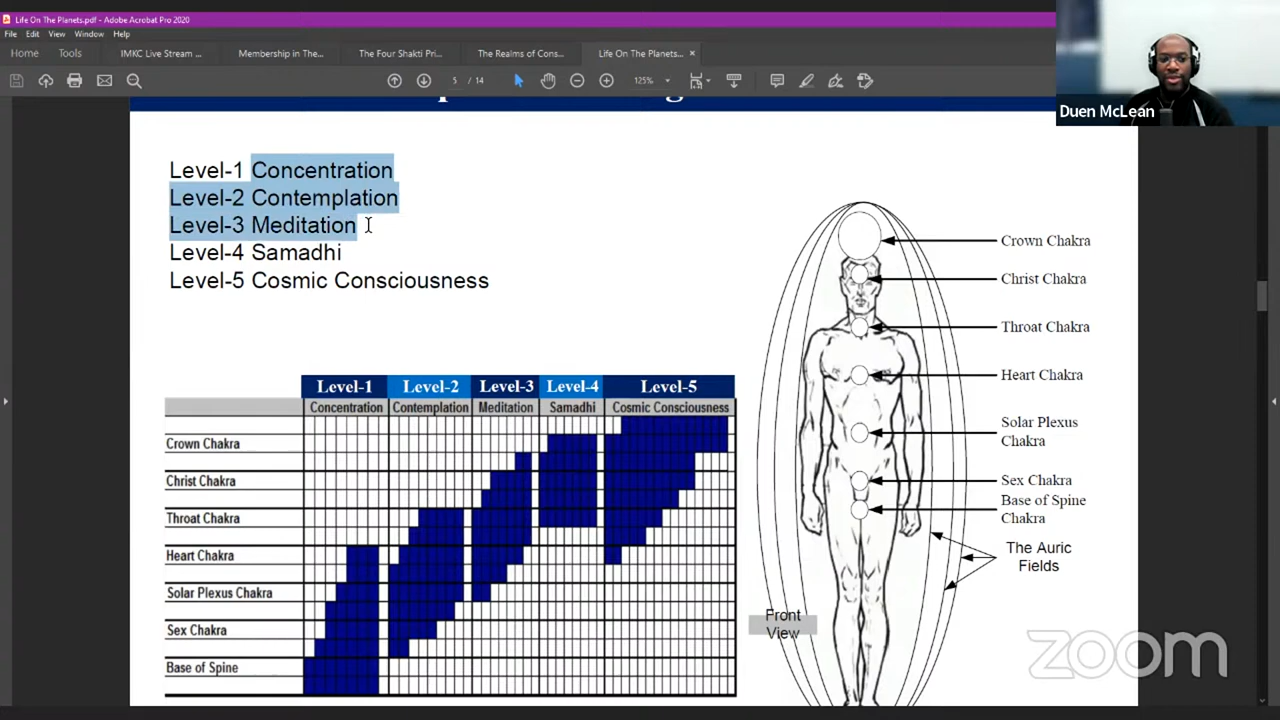 Life On The Planets.pdf - Adobe Acrobat Pro 2020
File Edit View Window Help
Home Tools IMKC Live Stream ... Membership in The... The Four Shakti Pri... The Realms of Cons... Life On The Planets... ×
5 / 14 125%
Duen McLean
Level-1 Concentration
Level-2 Contemplation
Level-3 Meditation
Level-4 Samadhi
Level-5 Cosmic Consciousness
Crown Chakra
Christ Chakra
Throat Chakra
Heart Chakra
Solar Plexus
Chakra
Sex Chakra
Base of Spine
Chakra
The Auric
Fields
Front
View
Level-1 Level-2 Level-3 Level-4 Level-5
Concentration Contemplation Meditation Samadhi Cosmic Consciousness
Crown Chakra
Christ Chakra
Throat Chakra
Heart Chakra
Solar Plexus Chakra
Sex Chakra
Base of Spine
zoom